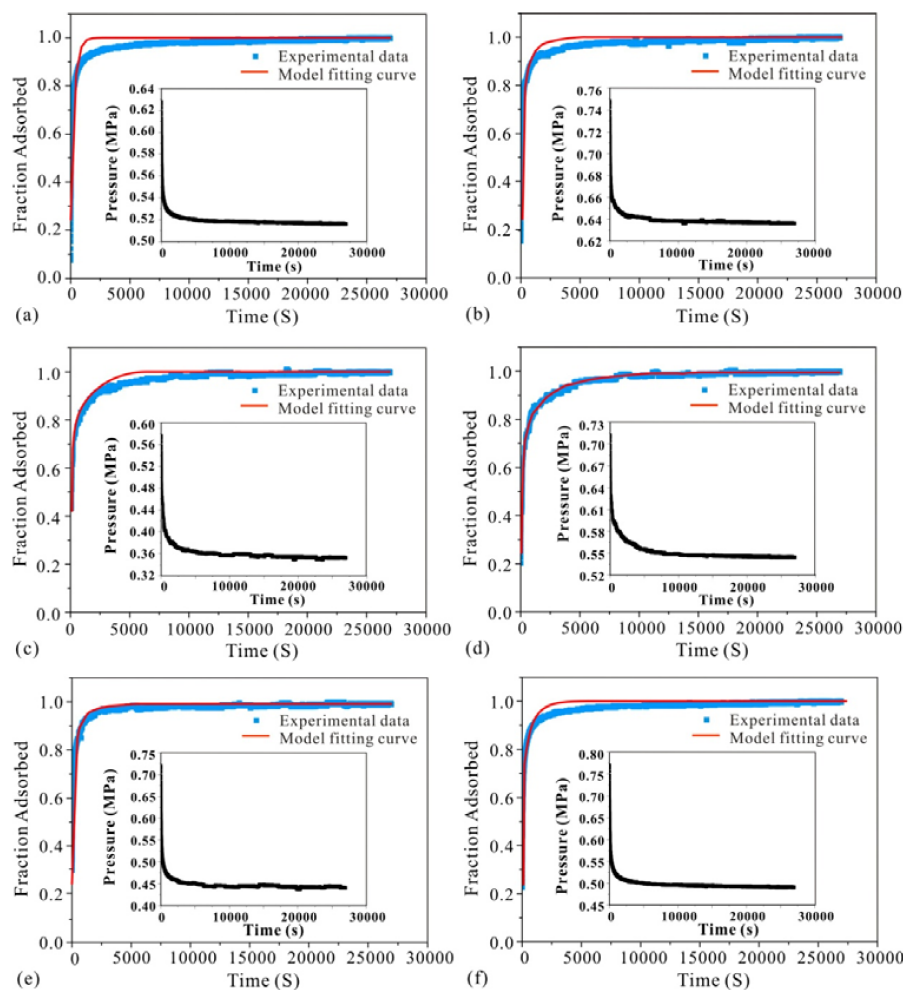 1.0
0.8
0.6
0.4
0.2
0.0
Fraction Adsorbed
Experimental data
Model fitting curve
0.64
0.62
0.60
0.58
0.56
0.54
0.52
0.50
Pressure (MPa)
0 10000 20000 30000
Time (s)
0 5000 10000 15000 20000 25000 30000
(a) Time (S)
1.0
0.8
0.6
0.4
0.2
0.0
Fraction Adsorbed
Experimental data
Model fitting curve
0.76
0.74
0.72
0.70
0.68
0.66
0.64
0.62
Pressure (MPa)
0 10000 20000 30000
Time (s)
0 5000 10000 15000 20000 25000 30000
(b) Time (S)
1.0
0.8
0.6
0.4
0.2
0.0
Fraction Adsorbed
Experimental data
Model fitting curve
0.60
0.56
0.52
0.48
0.44
0.40
0.36
0.32
Pressure (MPa)
0 10000 20000 30000
Time (s)
0 5000 10000 15000 20000 25000 30000
(c) Time (S)
1.0
0.8
0.6
0.4
0.2
0.0
Fraction Adsorbed
Experimental data
Model fitting curve
0.73
0.70
0.67
0.64
0.61
0.58
0.55
0.52
Pressure (MPa)
0 10000 20000 30000
Time (s)
0 5000 10000 15000 20000 25000 30000
(d) Time (S)
1.0
0.8
0.6
0.4
0.2
0.0
Fraction Adsorbed
Experimental data
Model fitting curve
0.75
0.70
0.65
0.60
0.55
0.50
0.45
0.40
Pressure (MPa)
0 10000 20000 30000
Time (s)
0 5000 10000 15000 20000 25000 30000
(e) Time (S)
1.0
0.8
0.6
0.4
0.2
0.0
Fraction Adsorbed
Experimental data
Model fitting curve
0.80
0.75
0.70
0.65
0.60
0.55
0.50
0.45
Pressure (MPa)
0 10000 20000 30000
Time (s)
0 5000 10000 15000 20000 25000 30000
(f) Time (S)